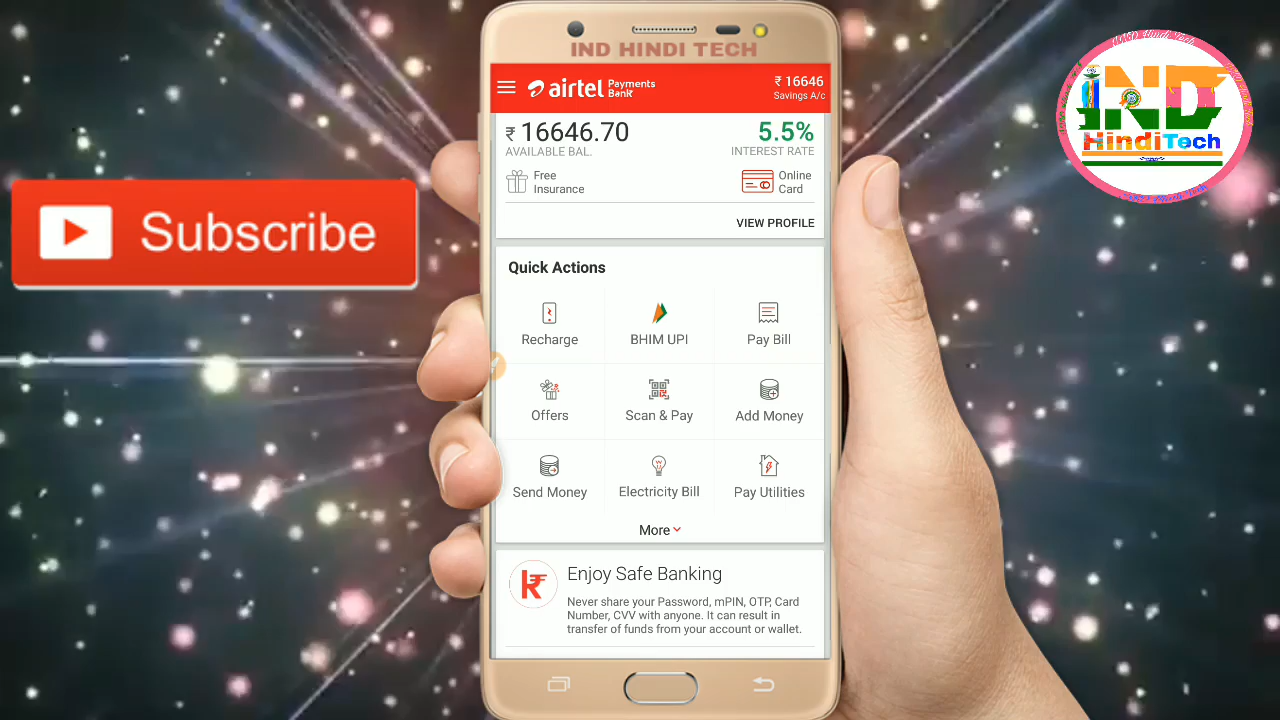 IND HINDI TECH
airtel Payments Bank
₹ 16646
Savings A/c
₹ 16646.70
AVAILABLE BAL.
5.5%
INTEREST RATE
Free
Insurance
Online
Card
VIEW PROFILE
Quick Actions
Recharge
BHIM UPI
Pay Bill
Offers
Scan & Pay
Add Money
Send Money
Electricity Bill
Pay Utilities
More
Enjoy Safe Banking
Never share your Password, mPIN, OTP, Card
Number, CVV with anyone. It can result in
transfer of funds from your account or wallet.
Subscribe
IND
HindiTech